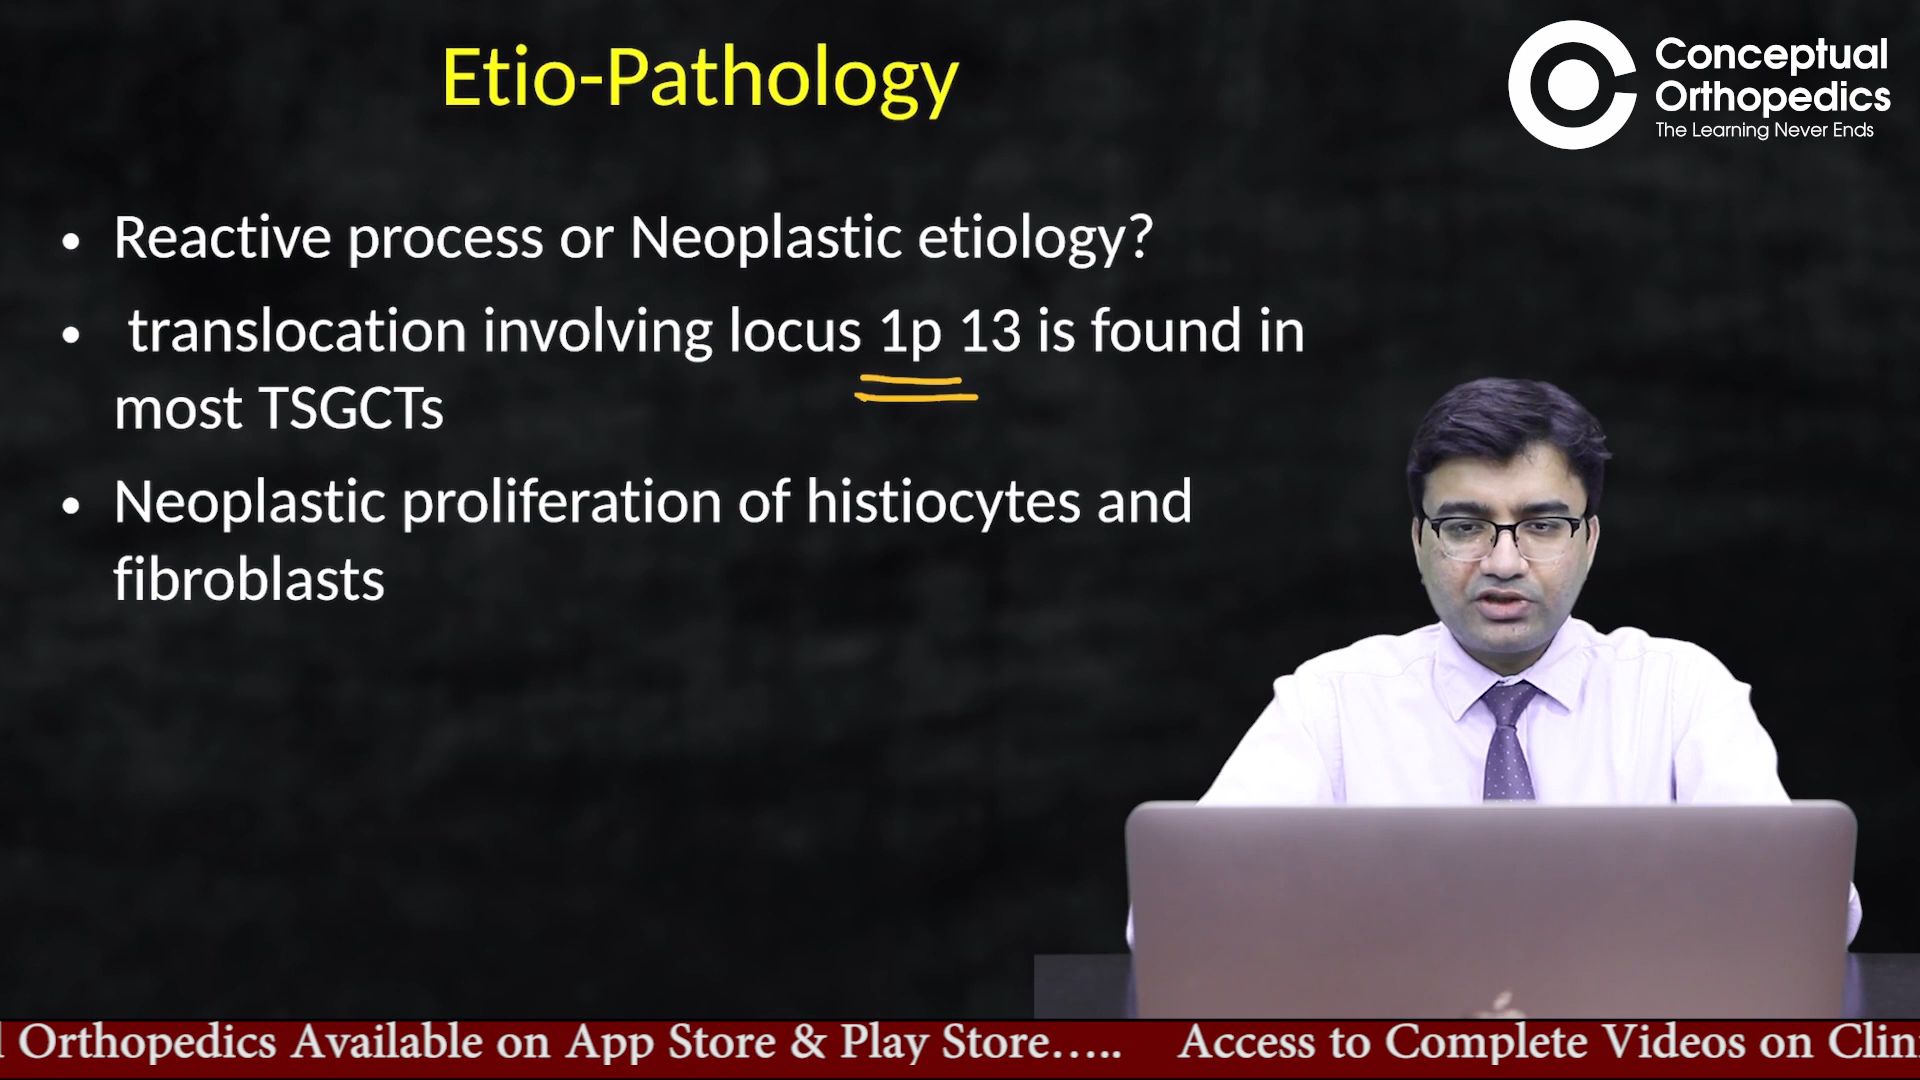 Etio-Pathology
Conceptual
Orthopedics
The Learning Never Ends
• Reactive process or Neoplastic etiology?
• translocation involving locus 1p 13 is found in
most TSGCTs
• Neoplastic proliferation of histiocytes and
fibroblasts
Orthopedics Available on App Store & Play Store..... Access to Complete Videos on